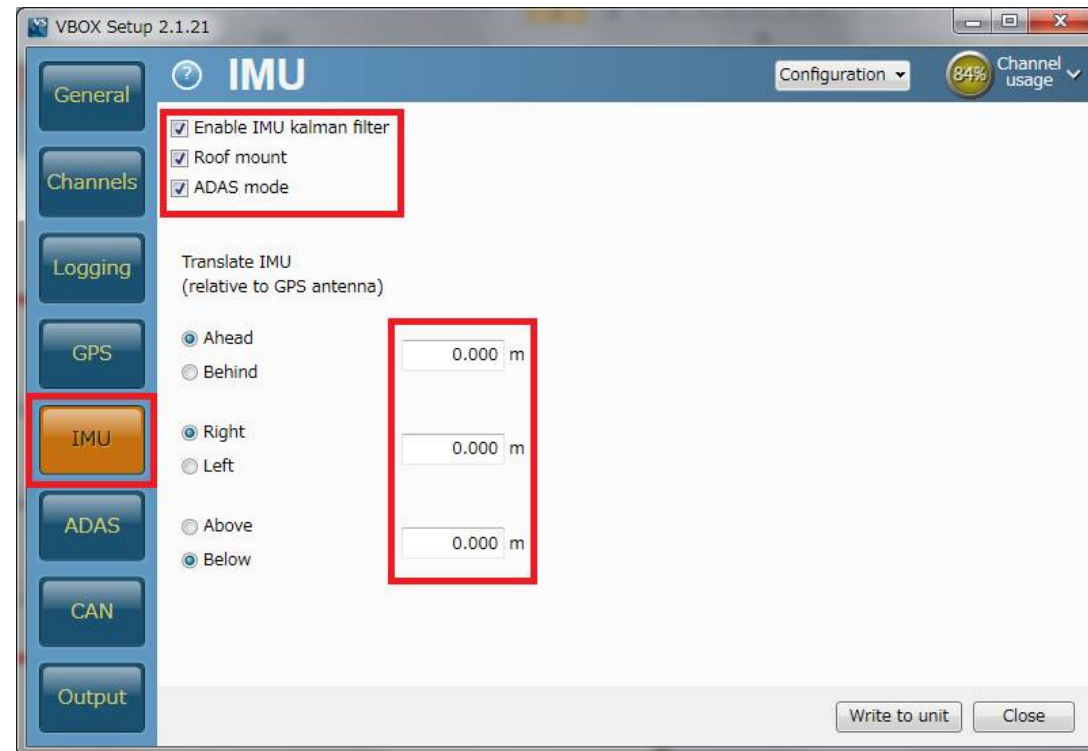 VBOX Setup 2.1.21
General
Channels
Logging
GPS
IMU
ADAS
CAN
Output
IMU
Configuration
84%
Channel
usage
Enable IMU kalman filter
Roof mount
ADAS mode
Translate IMU
(relative to GPS antenna)
Ahead
Behind
0.000 m
Right
Left
0.000 m
Above
Below
0.000 m
Write to unit
Close